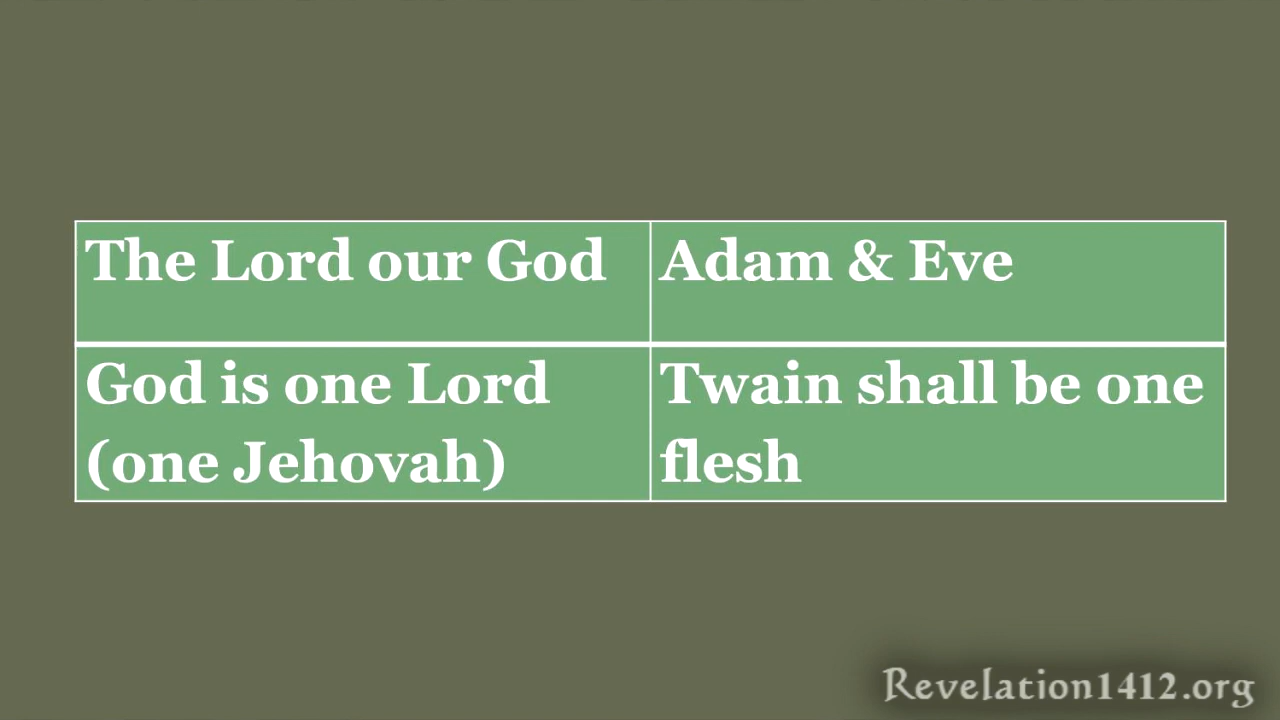 The Lord our God
Adam & Eve
God is one Lord
(one Jehovah)
Twain shall be one
flesh
Revelation1412.org